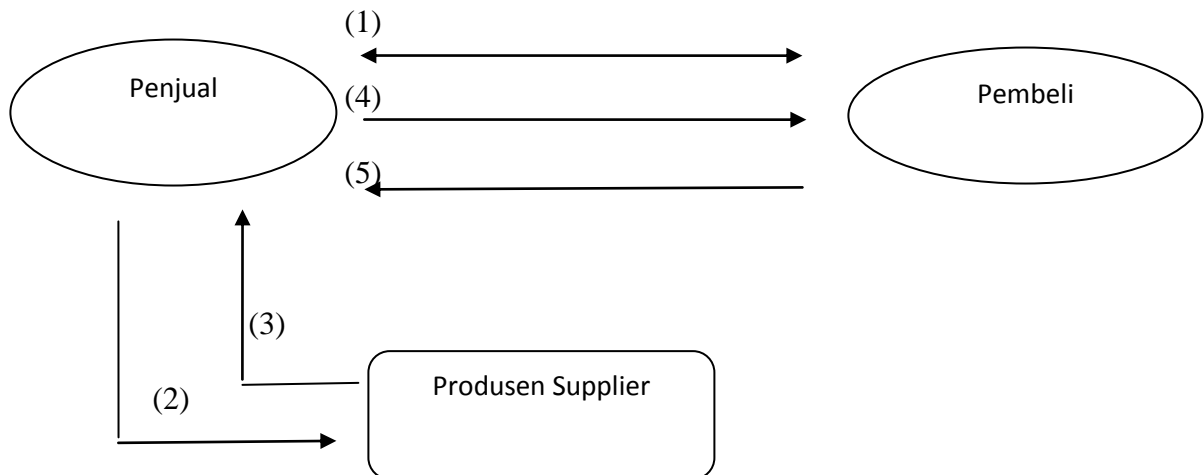 (1)
Penjual
(4)
Pembeli
(5)
(3)
(2)
Produsen Supplier